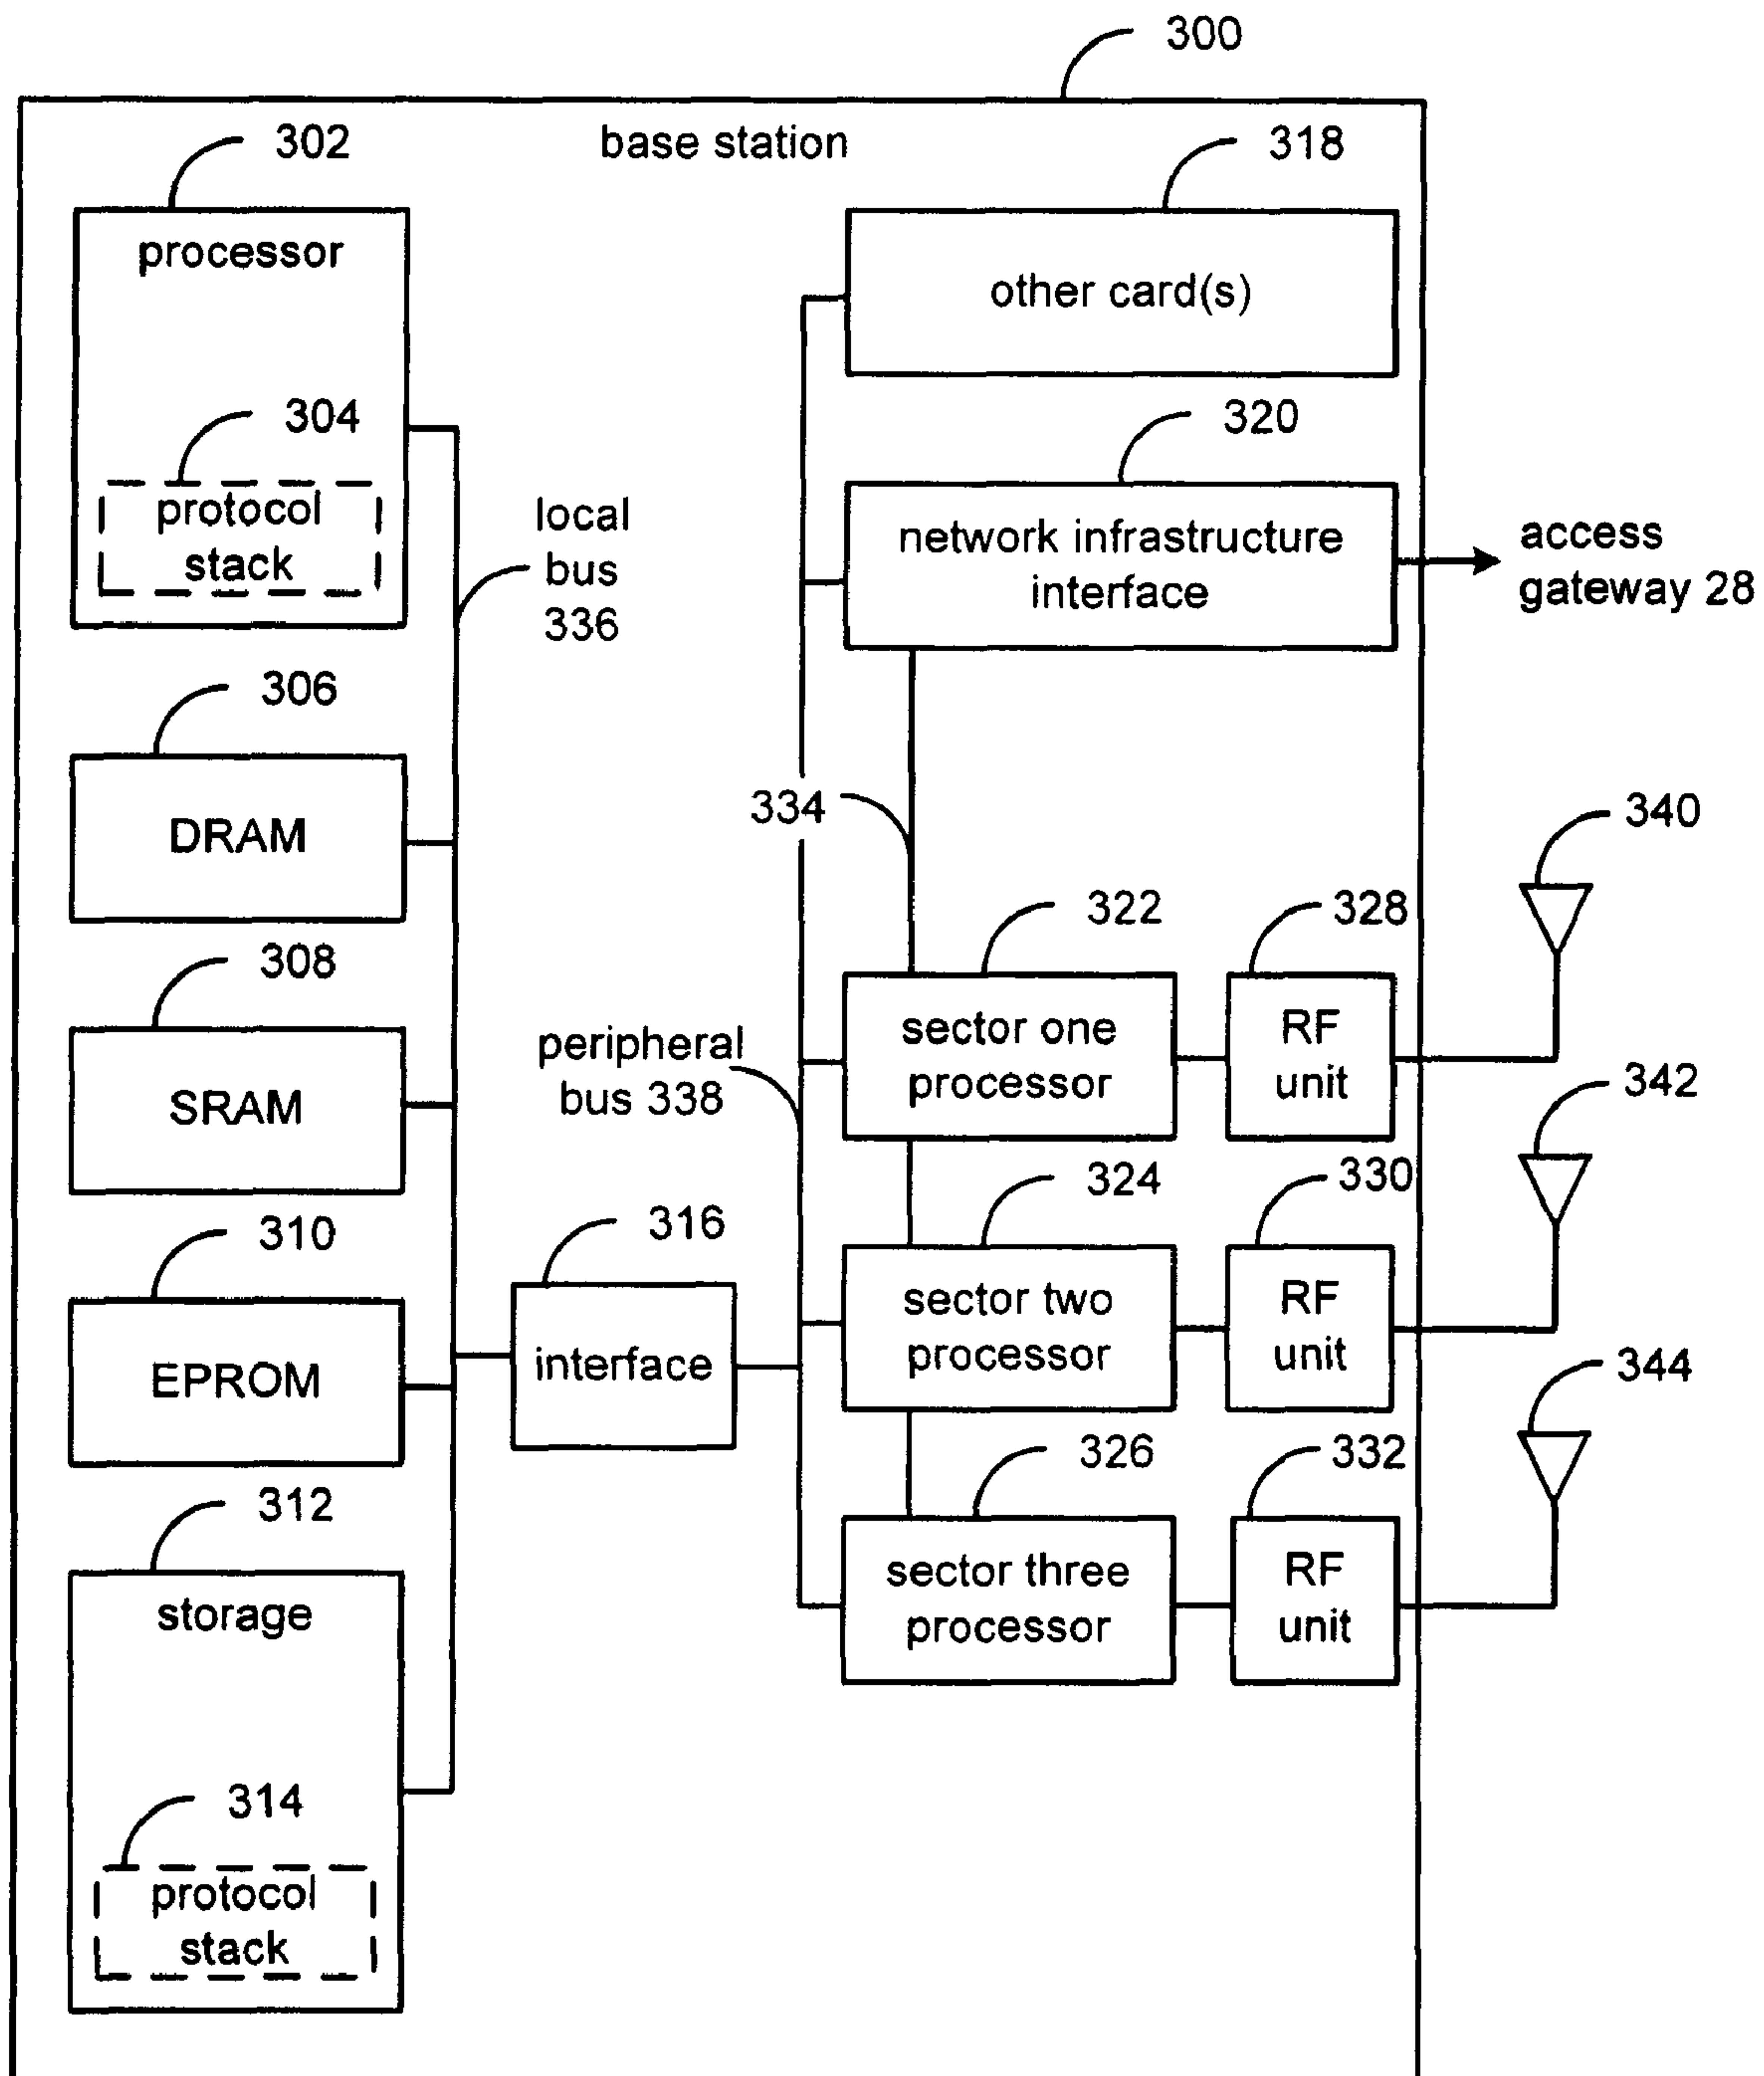 300
base station
302
processor
304
protocol
stack
local
bus
336
306
DRAM
308
SRAM
310
EPROM
312
storage
314
protocol
stack
316
interface
peripheral
bus 338
318
other card(s)
320
network infrastructure
interface
access
gateway 28
334
322
sector one
processor
328
RF
unit
340
324
sector two
processor
330
RF
unit
342
326
sector three
processor
332
RF
unit
344